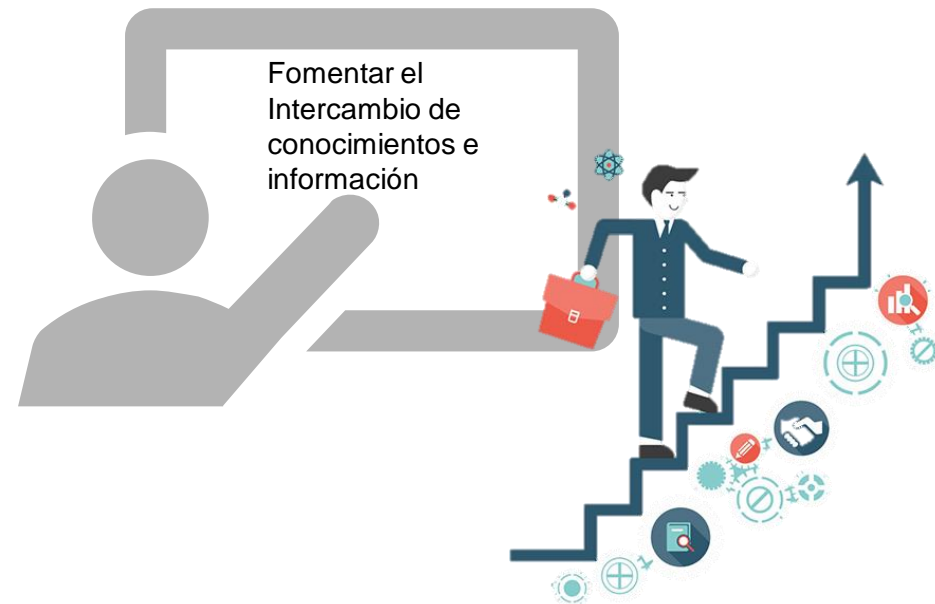 Fomentar el
Intercambio de
conocimientos e
información